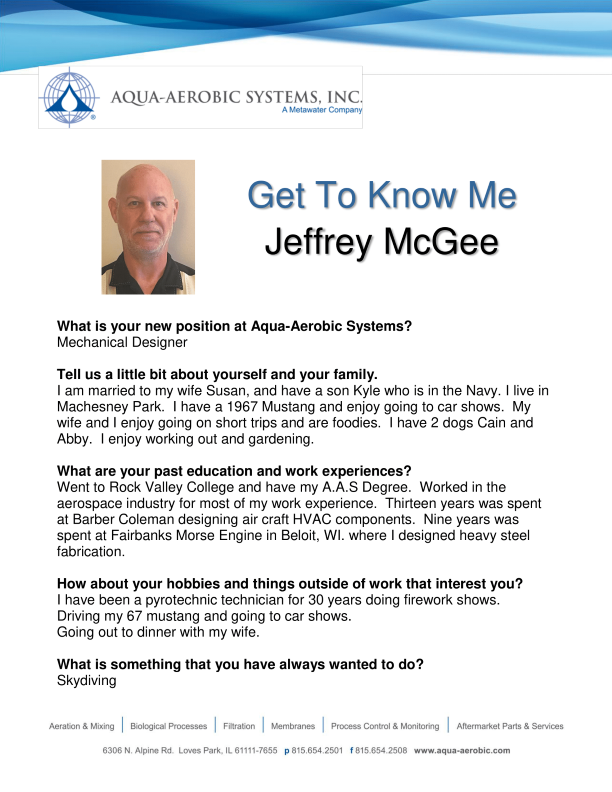 AQUA-AEROBIC SYSTEMS, INC.
A Metawater Company
®
Get To Know Me
Jeffrey McGee
What is your new position at Aqua-Aerobic Systems?
Mechanical Designer
Tell us a little bit about yourself and your family.
I am married to my wife Susan, and have a son Kyle who is in the Navy. I live in
Machesney Park.  I have a 1967 Mustang and enjoy going to car shows.  My
wife and I enjoy going on short trips and are foodies.  I have 2 dogs Cain and
Abby.  I enjoy working out and gardening.
What are your past education and work experiences?
Went to Rock Valley College and have my A.A.S Degree.  Worked in the
aerospace industry for most of my work experience.  Thirteen years was spent
at Barber Coleman designing air craft HVAC components.  Nine years was
spent at Fairbanks Morse Engine in Beloit, WI. where I designed heavy steel
fabrication.
How about your hobbies and things outside of work that interest you?
I have been a pyrotechnic technician for 30 years doing firework shows.
Driving my 67 mustang and going to car shows.
Going out to dinner with my wife.
What is something that you have always wanted to do?
Skydiving
Aeration & Mixing | Biological Processes | Filtration | Membranes | Process Control & Monitoring | Aftermarket Parts & Services
6306 N. Alpine Rd.  Loves Park, IL 61111-7655  p 815.654.2501  f 815.654.2508  www.aqua-aerobic.com